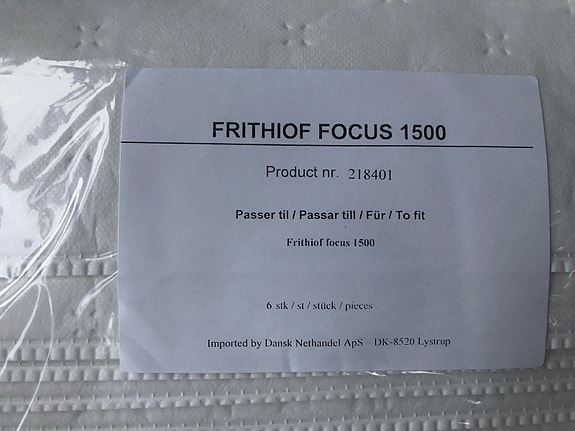 FRITHIOF FOCUS 1500
Product nr. 218401
Passer til / Passar till / Für / To fit
Frithiof focus 1500
6 stk / st / stück / pieces
Imported by Dansk Nethandel ApS – DK-8520 Lystrup